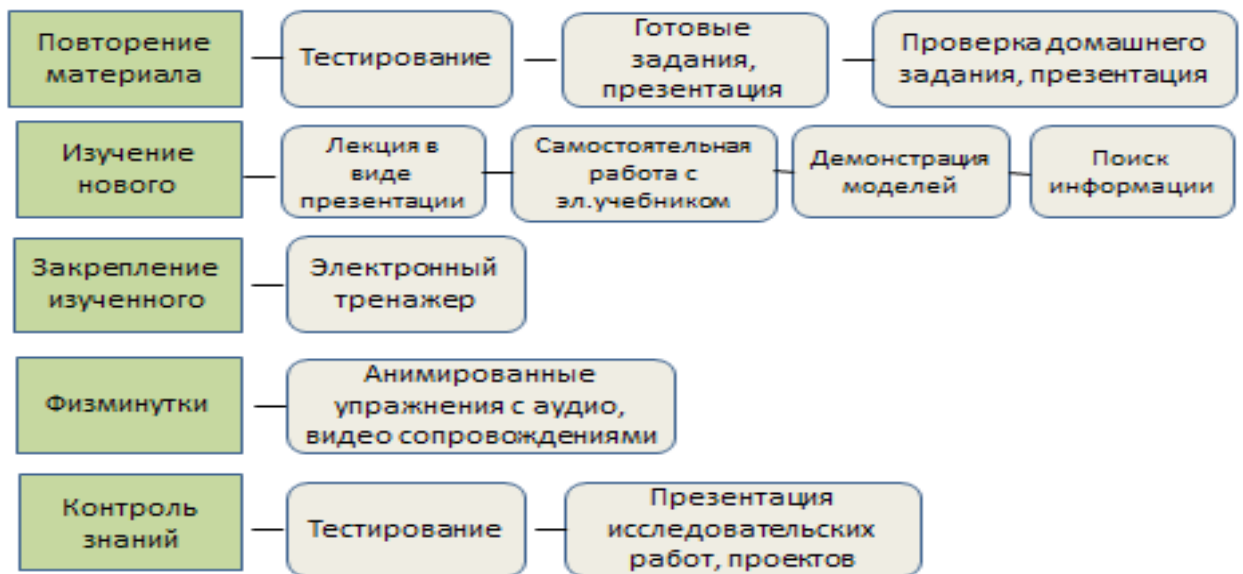 Повторение
материала
Тестирование
Готовые
задания,
презентация
Проверка домашнего
задания, презентация
Изучение
нового
Лекция в
виде
презентации
Самостоятельная
работа с
эл.учебником
Демонстрация
моделей
Поиск
информации
Закрепление
изученного
Электронный
тренажер
Физминутки
Анимированные
упражнения с аудио,
видео сопровождениями
Контроль
знаний
Тестирование
Презентация
исследовательских
работ, проектов